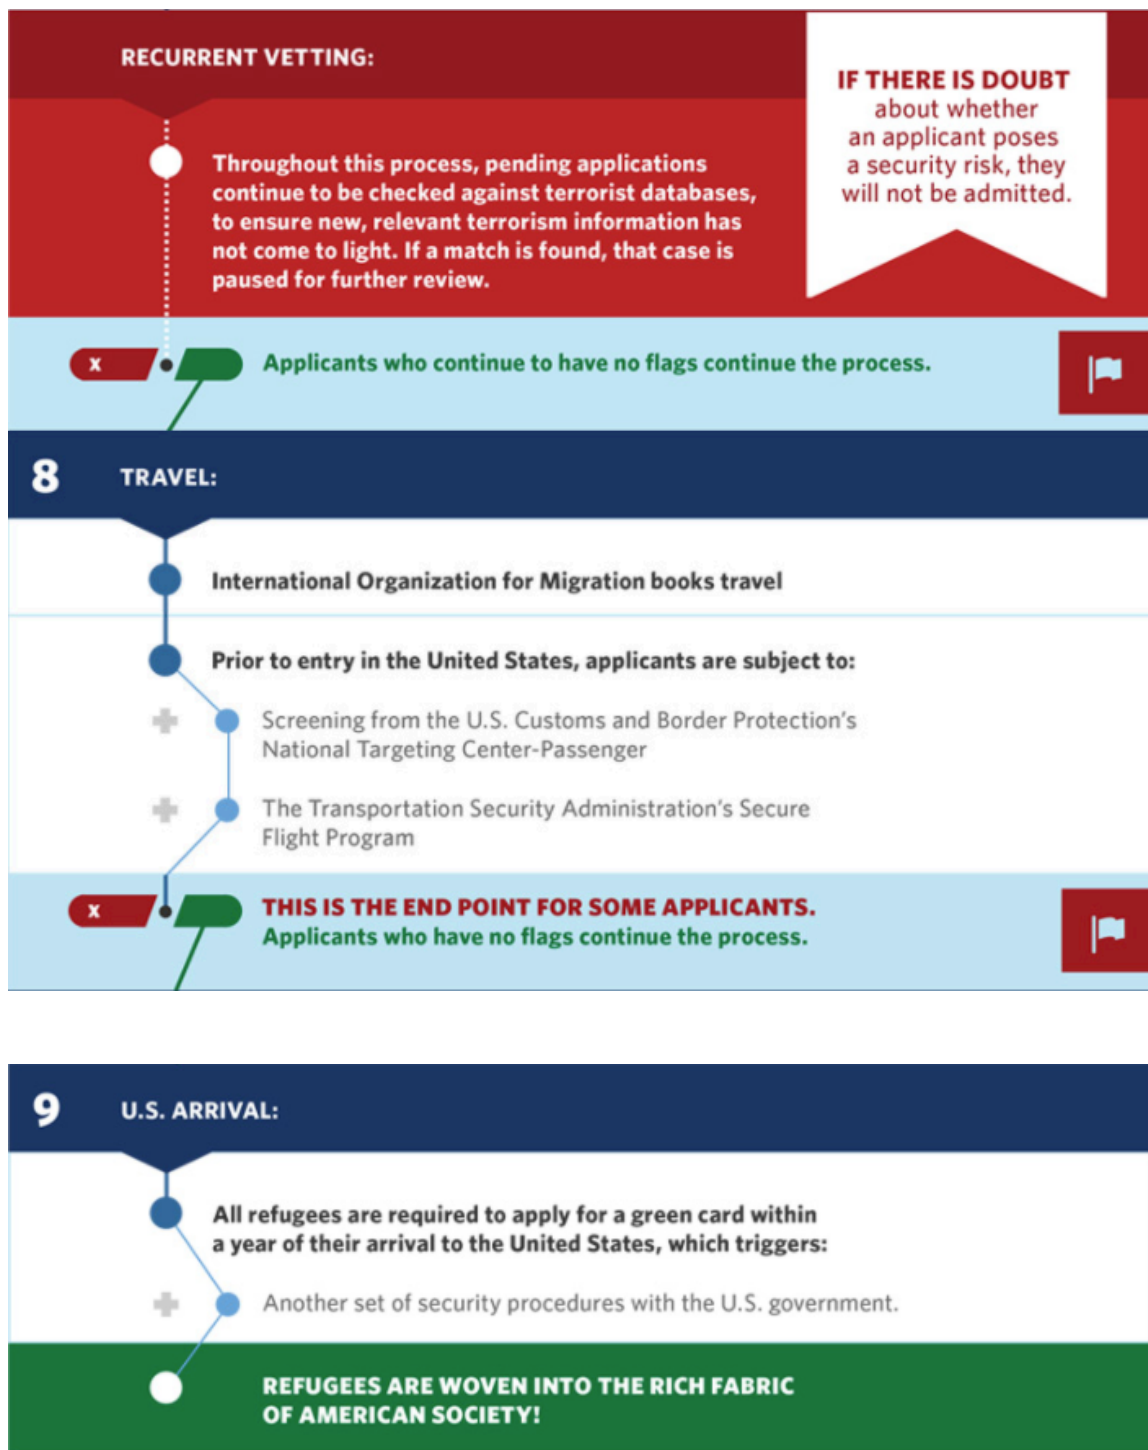 RECURRENT VETTING:
IF THERE IS DOUBT
about whether
an applicant poses
a security risk, they
will not be admitted.
Throughout this process, pending applications
continue to be checked against terrorist databases,
to ensure new, relevant terrorism information has
not come to light. If a match is found, that case is
paused for further review.
X
Applicants who continue to have no flags continue the process.
8 TRAVEL:
International Organization for Migration books travel
Prior to entry in the United States, applicants are subject to:
Screening from the U.S. Customs and Border Protection's
National Targeting Center-Passenger
The Transportation Security Administration's Secure
Flight Program
X
THIS IS THE END POINT FOR SOME APPLICANTS.
Applicants who have no flags continue the process.
9 U.S. ARRIVAL:
All refugees are required to apply for a green card within
a year of their arrival to the United States, which triggers:
Another set of security procedures with the U.S. government.
REFUGEES ARE WOVEN INTO THE RICH FABRIC
OF AMERICAN SOCIETY!